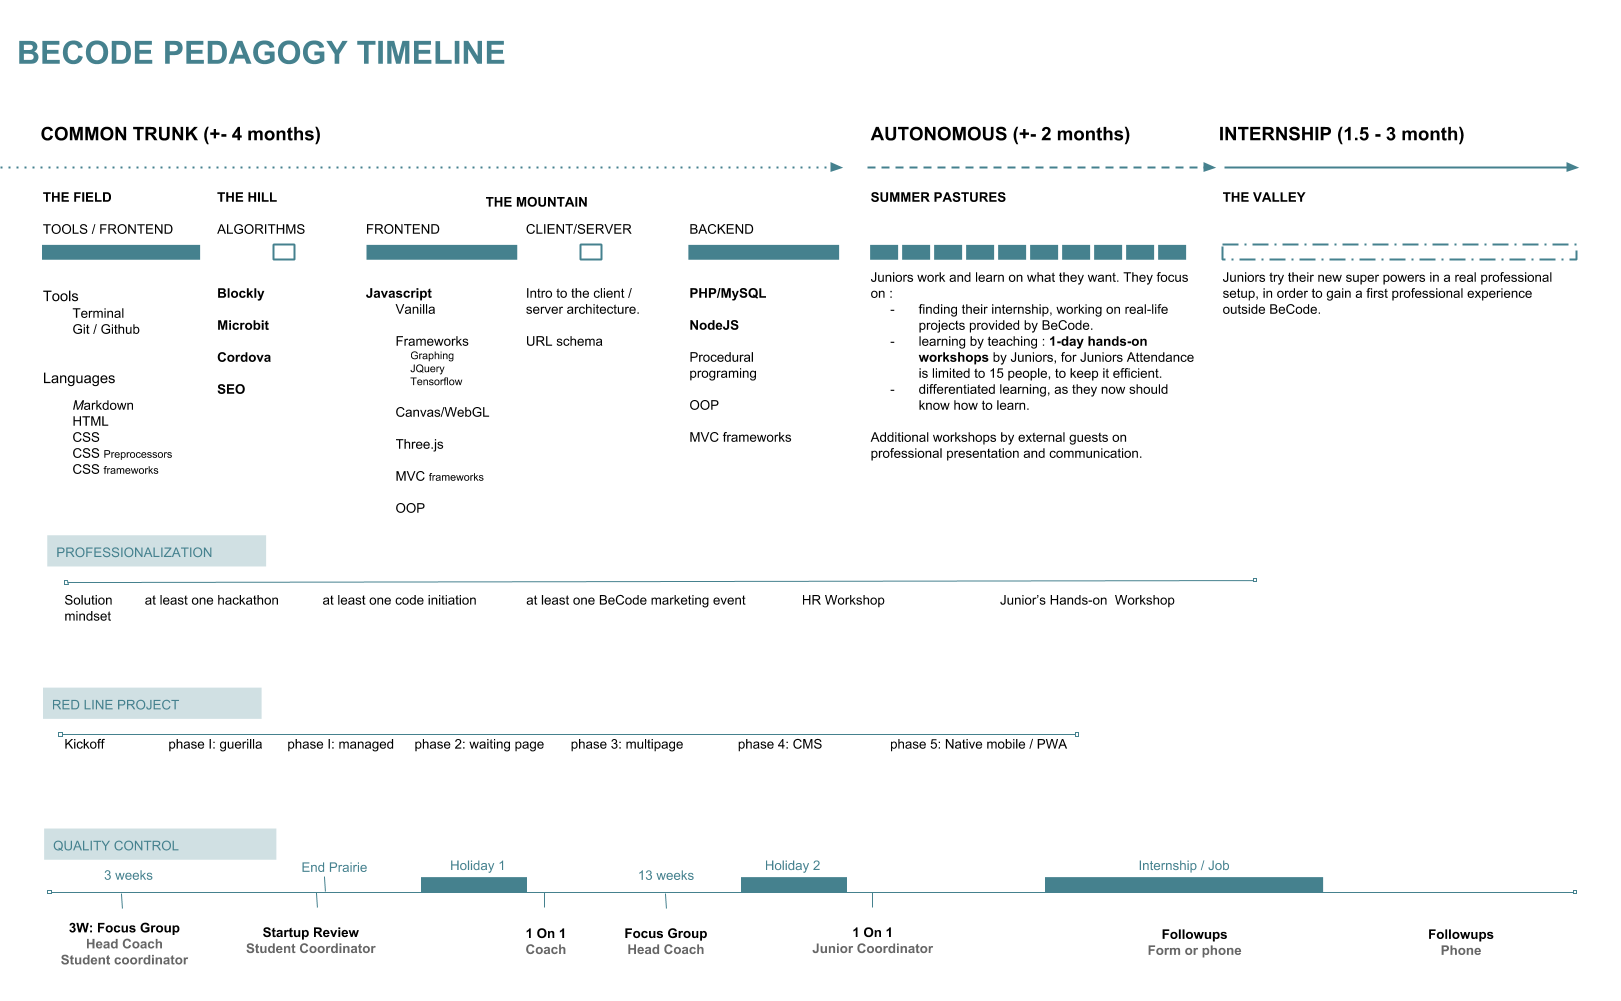 BECODE PEDAGOGY TIMELINE
COMMON TRUNK (+- 4 months)
AUTONOMOUS (+- 2 months)
INTERNSHIP (1.5 - 3 month)
THE FIELD
THE HILL
THE MOUNTAIN
SUMMER PASTURES
THE VALLEY
TOOLS / FRONTEND
ALGORITHMS
FRONTEND
CLIENT/SERVER
BACKEND
Tools
Terminal
Git / Github
Languages
Markdown
HTML
CSS
CSS Preprocessors
CSS frameworks
Blockly
Microbit
Cordova
SEO
Javascript
Vanilla
Frameworks
Graphing
JQuery
Tensorflow
Canvas/WebGL
Three.js
MVC frameworks
OOP
Intro to the client /
server architecture.
URL schema
PHP/MySQL
NodeJS
Procedural
programing
OOP
MVC frameworks
Juniors work and learn on what they want. They focus
on :
- finding their internship, working on real-life
projects provided by BeCode.
- learning by teaching : 1-day hands-on
workshops by Juniors, for Juniors Attendance
is limited to 15 people, to keep it efficient.
- differentiated learning, as they now should
know how to learn.
Additional workshops by external guests on
professional presentation and communication.
Juniors try their new super powers in a real professional
setup, in order to gain a first professional experience
outside BeCode.
PROFESSIONALIZATION
Solution
mindset
at least one hackathon
at least one code initiation
at least one BeCode marketing event
HR Workshop
Junior's Hands-on  Workshop
RED LINE PROJECT
Kickoff
phase I: guerilla
phase I: managed
phase 2: waiting page
phase 3: multipage
phase 4: CMS
phase 5: Native mobile / PWA
QUALITY CONTROL
3 weeks
End Prairie
Holiday 1
13 weeks
Holiday 2
Internship / Job
3W: Focus Group
Head Coach
Student coordinator
Startup Review
Student Coordinator
1 On 1
Coach
Focus Group
Head Coach
1 On 1
Junior Coordinator
Followups
Form or phone
Followups
Phone